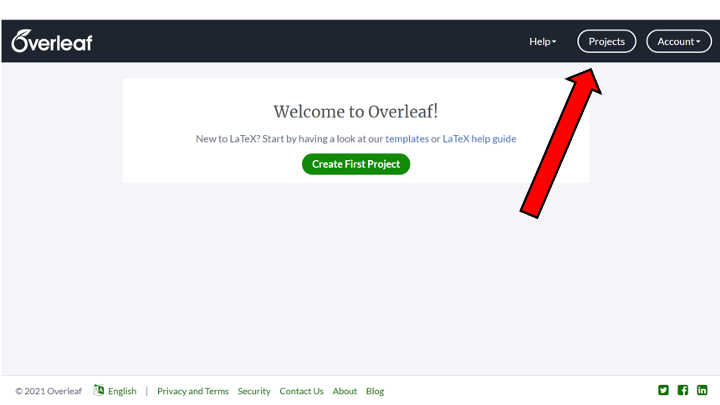 Overleaf
Help
Projects
Account
Welcome to Overleaf!
New to LaTeX? Start by having a look at our templates or LaTeX help guide
Create First Project
© 2021 Overleaf English | Privacy and Terms Security Contact Us About Blog